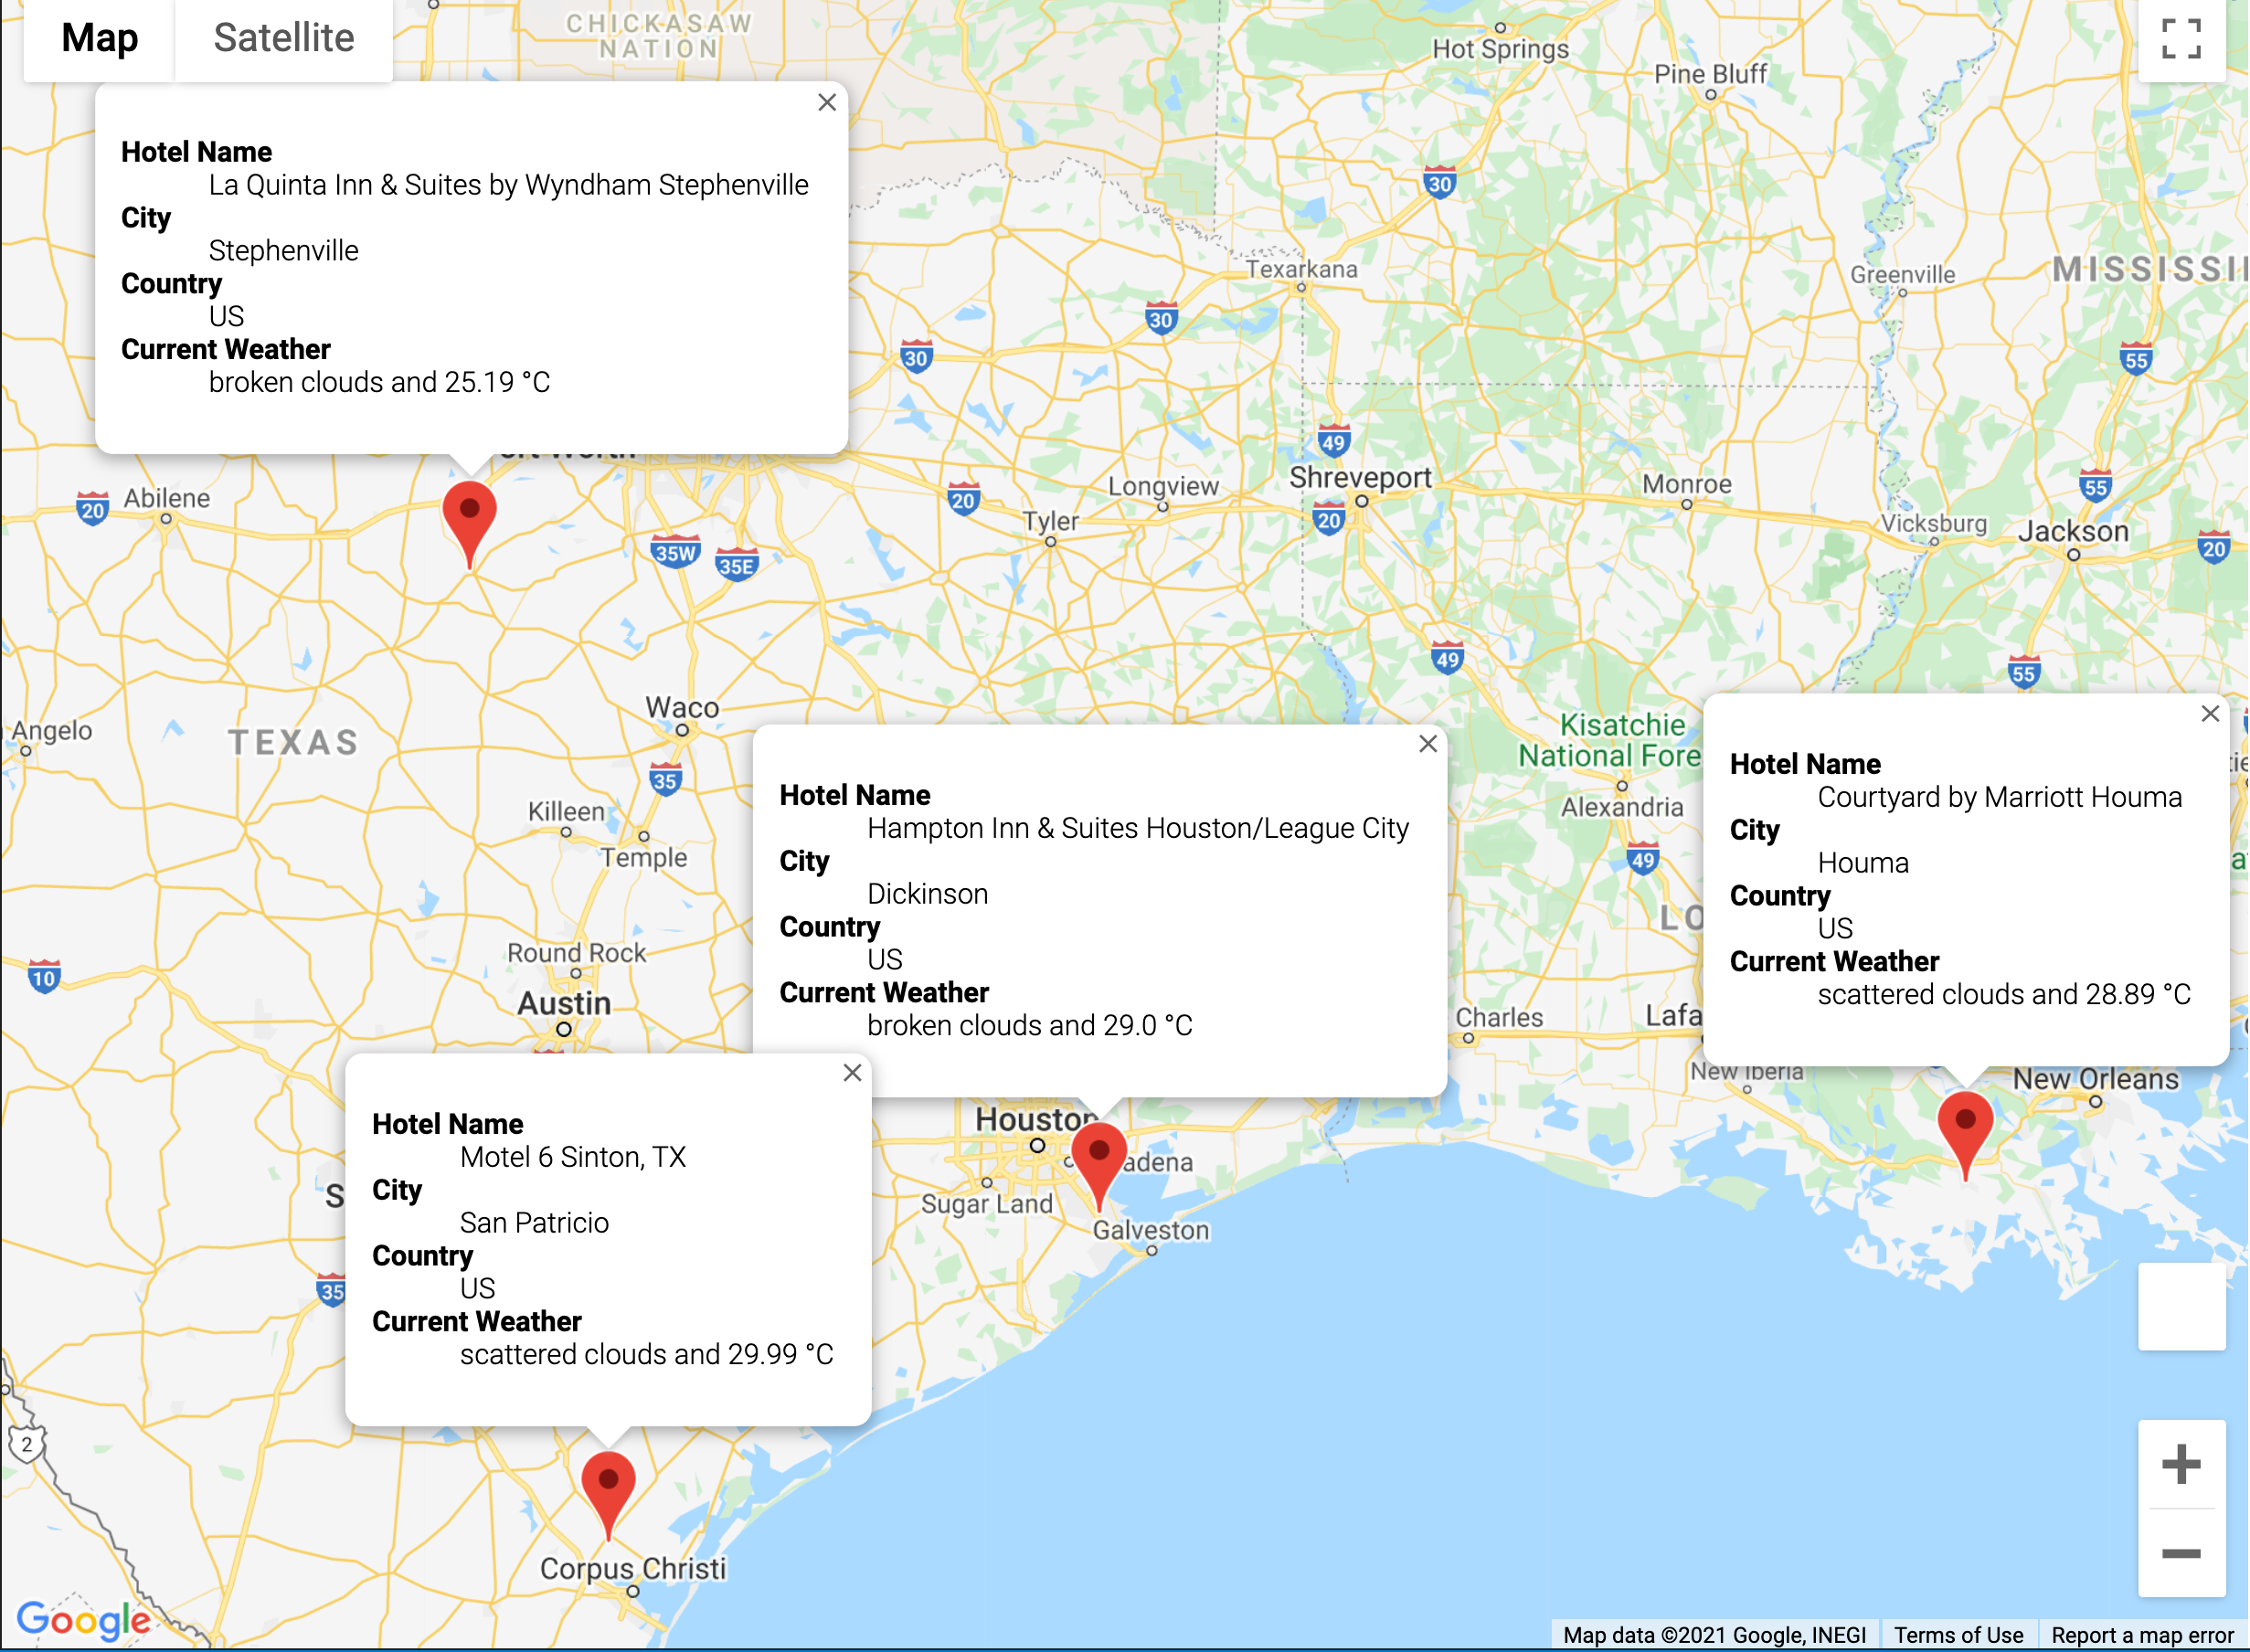 Map
Satellite
CHICKASAW
NATION
Hot Springs
Pine Bluff
Hotel Name
La Quinta Inn & Suites by Wyndham Stephenville
City
Stephenville
Country
US
Current Weather
broken clouds and 25.19 °C
30
Texarkana
Greenville
MISSISSI
30
30
55
49
Shreveport
Longview
Monroe
20
Abilene
20
Tyler
20
55
Vicksburg
Jackson
20
35W
35E
49
55
Waco
Angelo
TEXAS
35
Killeen
Temple
Kisatchie
National Fore
Alexandria
49
Hotel Name
Hampton Inn & Suites Houston/League City
City
Dickinson
Country
US
Current Weather
broken clouds and 29.0 °C
Hotel Name
Courtyard by Marriott Houma
City
Houma
Country
US
Current Weather
scattered clouds and 28.89 °C
LO
Round Rock
10
Austin
Charles
Lafa
New Iberia
New Orleans
Hotel Name
Motel 6 Sinton, TX
City
San Patricio
Country
US
Current Weather
scattered clouds and 29.99 °C
Houston
adena
Sugar Land
Galveston
S
35
2
Corpus Christi
Google
Map data ©2021 Google, INEGI
Terms of Use
Report a map error